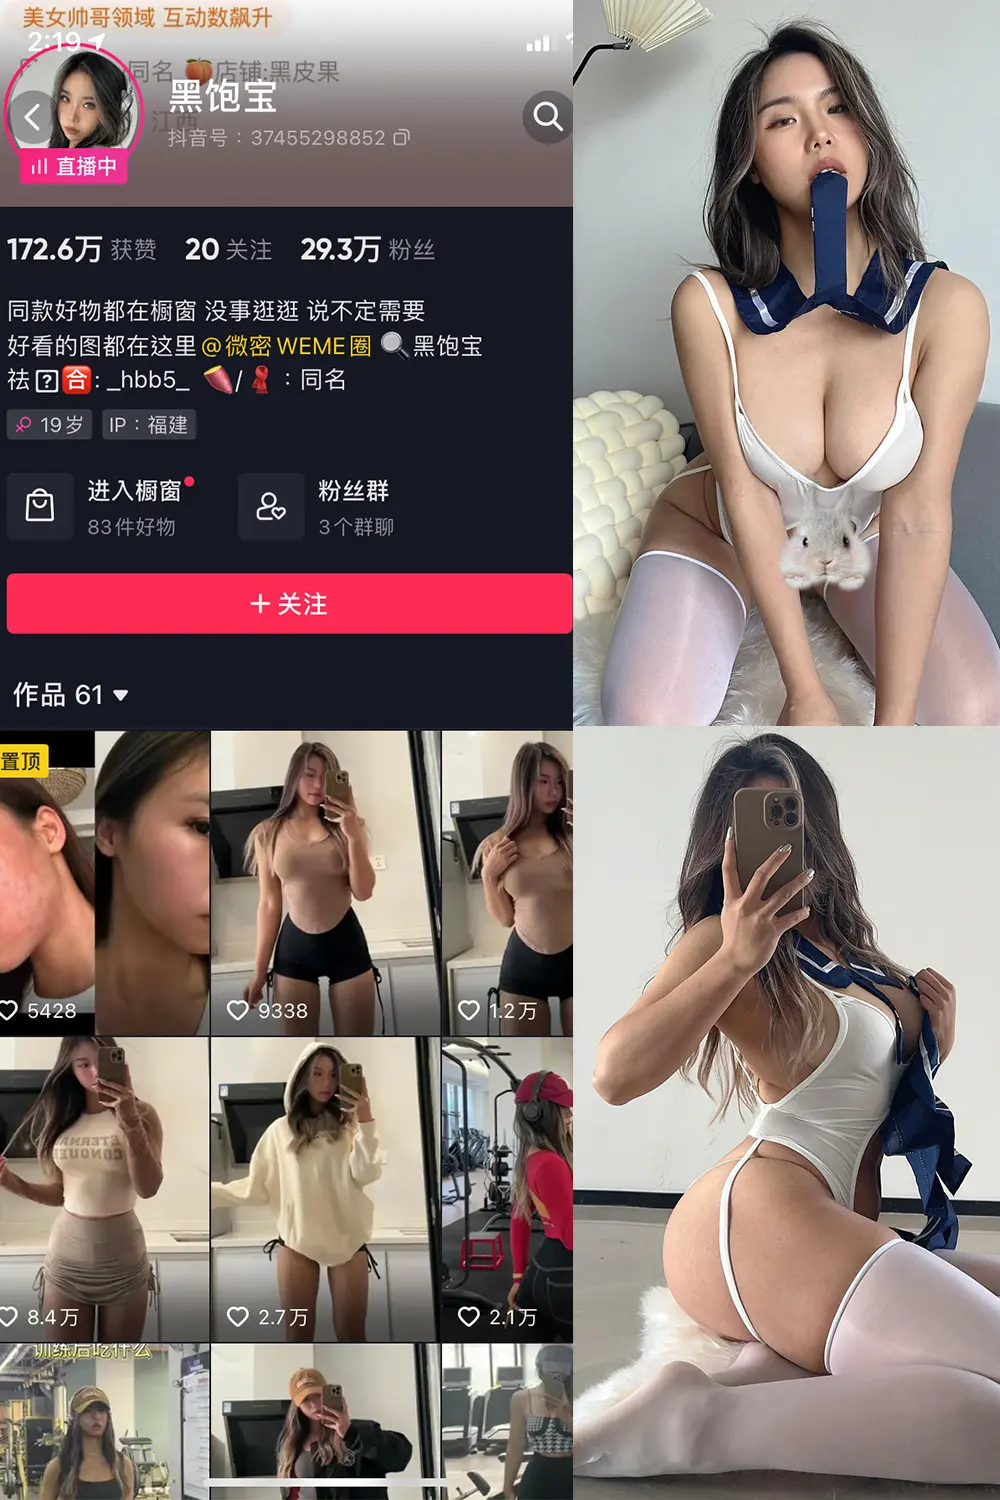 美女帅哥领域 互动数飙升
2:19
同名 🍑店铺:黑皮果
黑饱宝
江西
抖音号：37455298852
直播中
172.6万 获赞 20 关注 29.3万 粉丝
同款好物都在橱窗 没事逛逛 说不定需要
好看的图都在这里@微密WEME圈 🔍黑饱宝
祛?合: _hbb5_ 🍠/🧣：同名
♀ 19岁 IP：福建
进入橱窗 粉丝群
83件好物 3个群聊
+ 关注
作品 61
置顶
5428 9338 1.2万
ETERNAL
CONQUER
8.4万 2.7万 2.1万
训练后吃什么